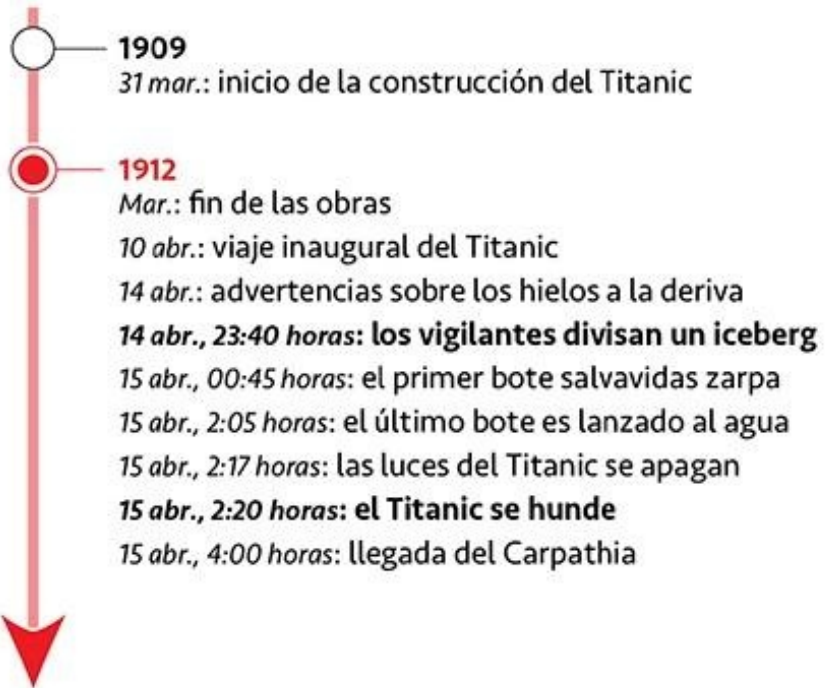 1909
31 mar.: inicio de la construcción del Titanic
1912
Mar.: fin de las obras
10 abr.: viaje inaugural del Titanic
14 abr.: advertencias sobre los hielos a la deriva
14 abr., 23:40 horas: los vigilantes divisan un iceberg
15 abr., 00:45 horas: el primer bote salvavidas zarpa
15 abr., 2:05 horas: el último bote es lanzado al agua
15 abr., 2:17 horas: las luces del Titanic se apagan
15 abr., 2:20 horas: el Titanic se hunde
15 abr., 4:00 horas: llegada del Carpathia